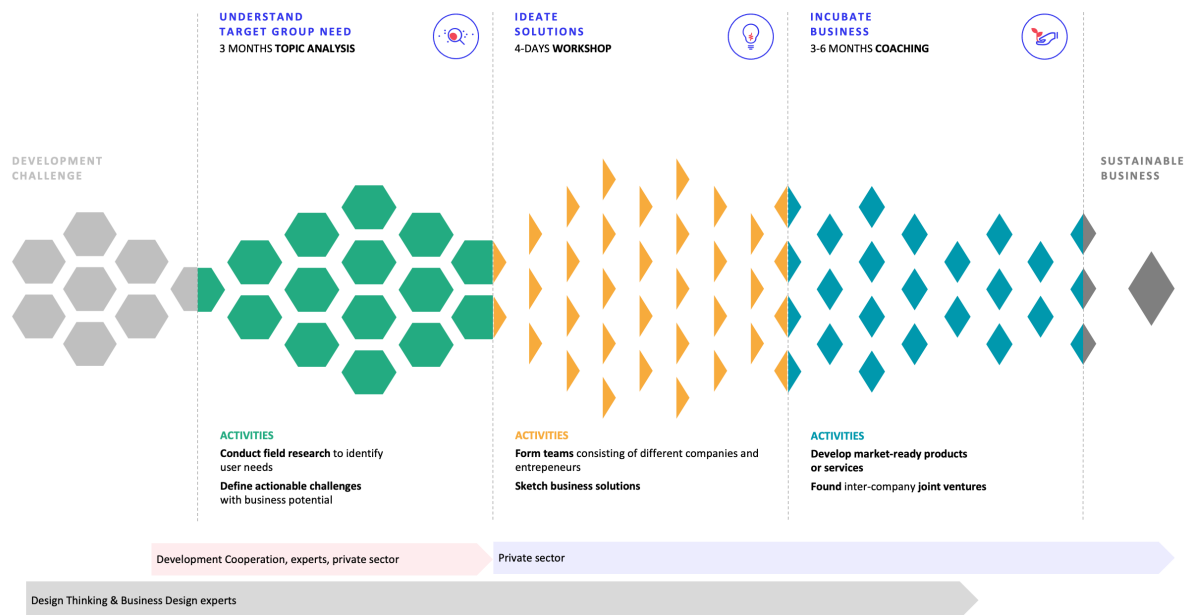 UNDERSTAND
TARGET GROUP NEED
3 MONTHS TOPIC ANALYSIS
IDEATE
SOLUTIONS
4-DAYS WORKSHOP
INCUBATE
BUSINESS
3-6 MONTHS COACHING
DEVELOPMENT
CHALLENGE
SUSTAINABLE
BUSINESS
ACTIVITIES
Conduct field research to identify
user needs
Define actionable challenges
with business potential
ACTIVITIES
Form teams consisting of different companies and
entrepeneurs
Sketch business solutions
ACTIVITIES
Develop market-ready products
or services
Found inter-company joint ventures
Development Cooperation, experts, private sector
Private sector
Design Thinking & Business Design experts